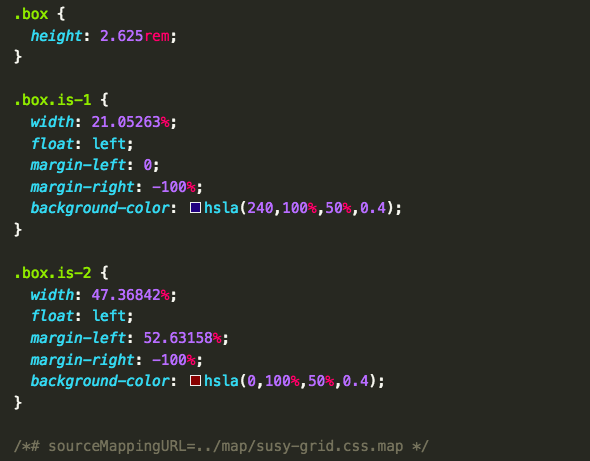 .box {
  height: 2.625rem;
}

.box.is-1 {
  width: 21.05263%;
  float: left;
  margin-left: 0;
  margin-right: -100%;
  background-color: hsla(240,100%,50%,0.4);
}

.box.is-2 {
  width: 47.36842%;
  float: left;
  margin-left: 52.63158%;
  margin-right: -100%;
  background-color: hsla(0,100%,50%,0.4);
}

/*# sourceMappingURL=../map/susy-grid.css.map */